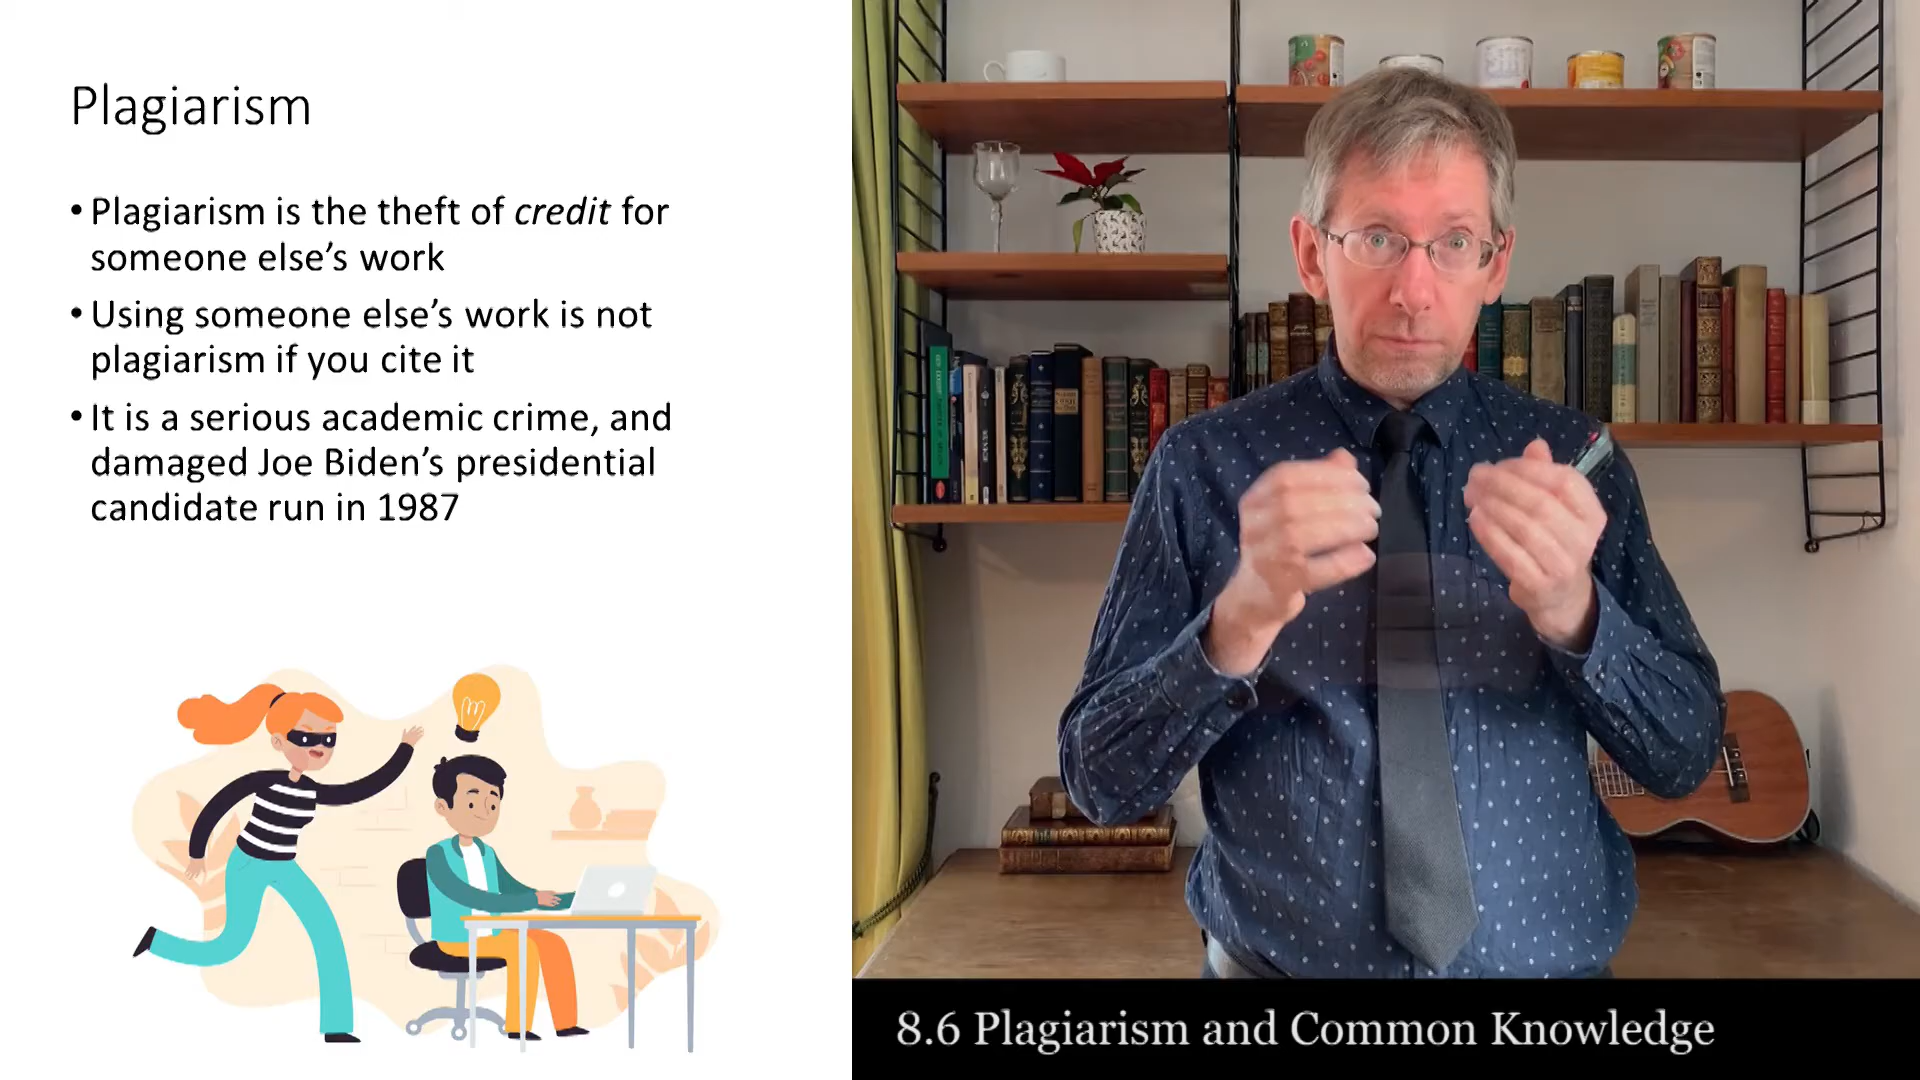 Plagiarism
• Plagiarism is the theft of credit for
someone else’s work
• Using someone else’s work is not
plagiarism if you cite it
• It is a serious academic crime, and
damaged Joe Biden’s presidential
candidate run in 1987
8.6 Plagiarism and Common Knowledge